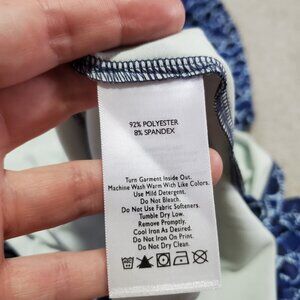 92% POLYESTER
8% SPANDEX
Turn Garment Inside Out.
Machine Wash Warm With Like Colors.
Use Mild Detergent.
Do Not Bleach.
Do Not Use Fabric Softeners.
Tumble Dry Low.
Remove Promptly.
Cool Iron As Desired.
Do Not Iron On Print.
Do Not Dry Clean.